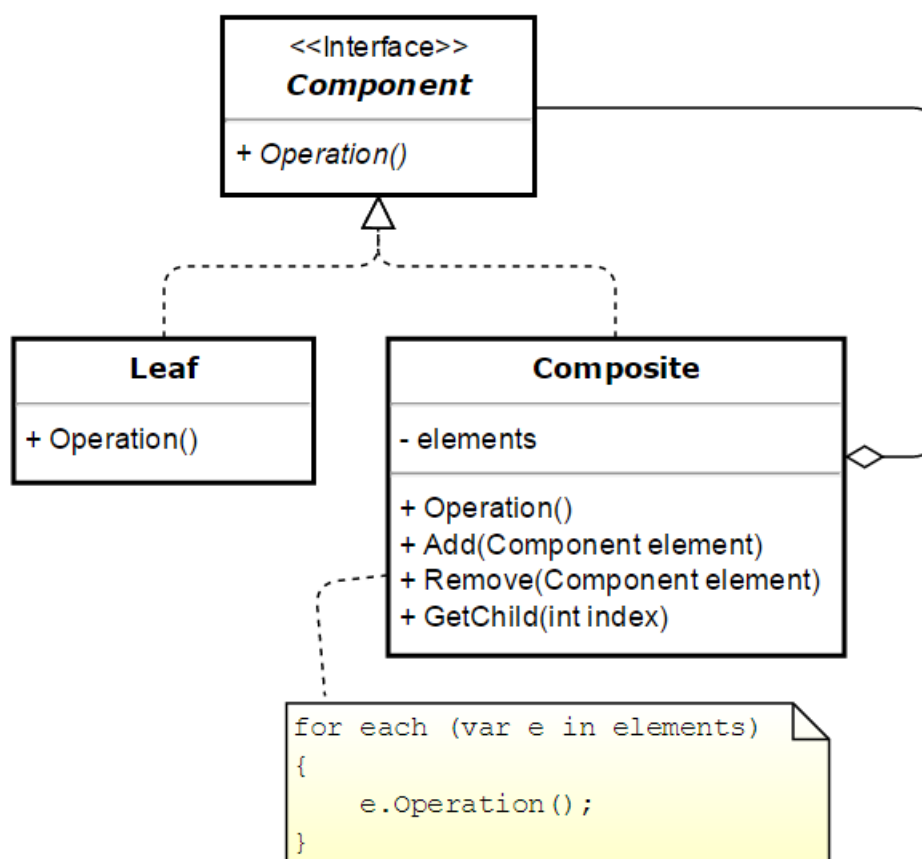 <<Interface>>
Component
+ Operation()
Leaf
+ Operation()
Composite
- elements
+ Operation()
+ Add(Component element)
+ Remove(Component element)
+ GetChild(int index)
for each (var e in elements)
{
    e.Operation();
}